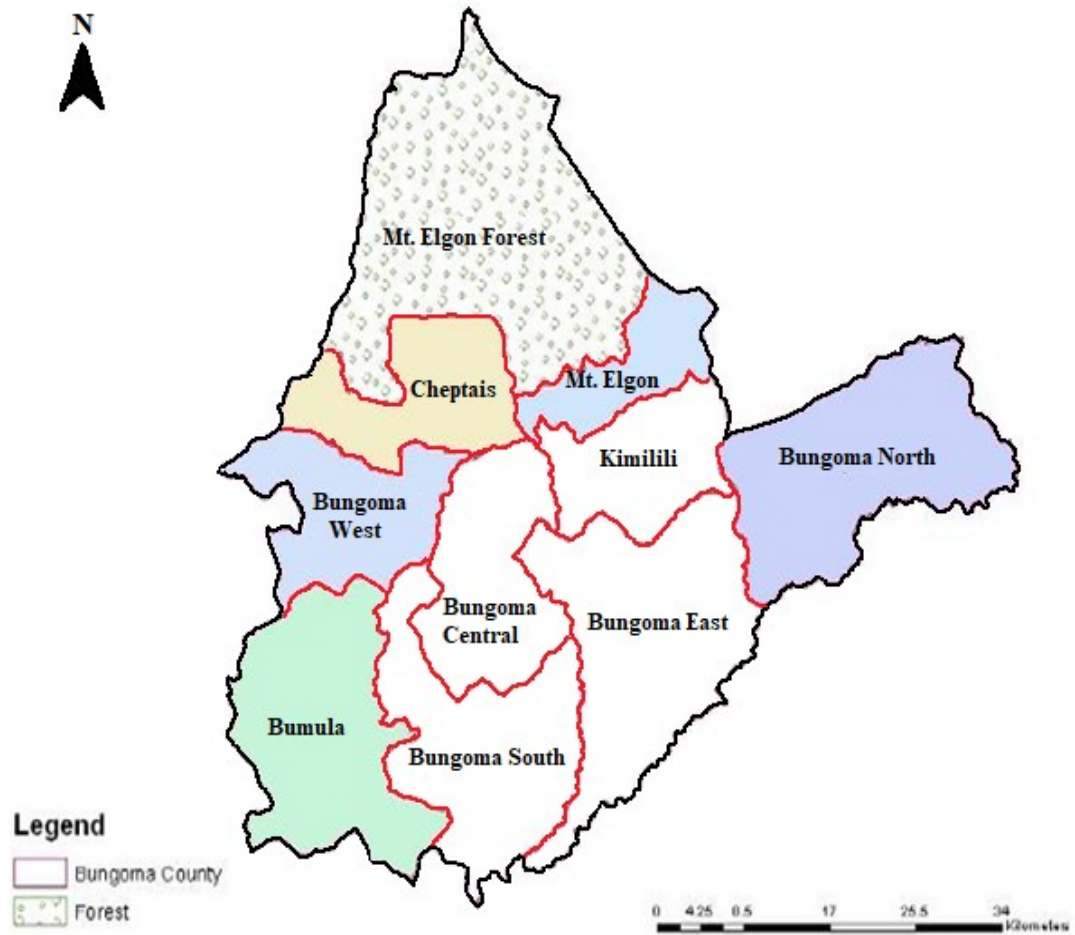 N
Mt. Elgon Forest
Cheptais
Mt. Elgon
Kimilili
Bungoma North
Bungoma
West
Bungoma
Central
Bungoma East
Bumula
Bungoma South
Legend
Bungoma County
Forest
0 4.25 8.5 17 25.5 34
Kilometes